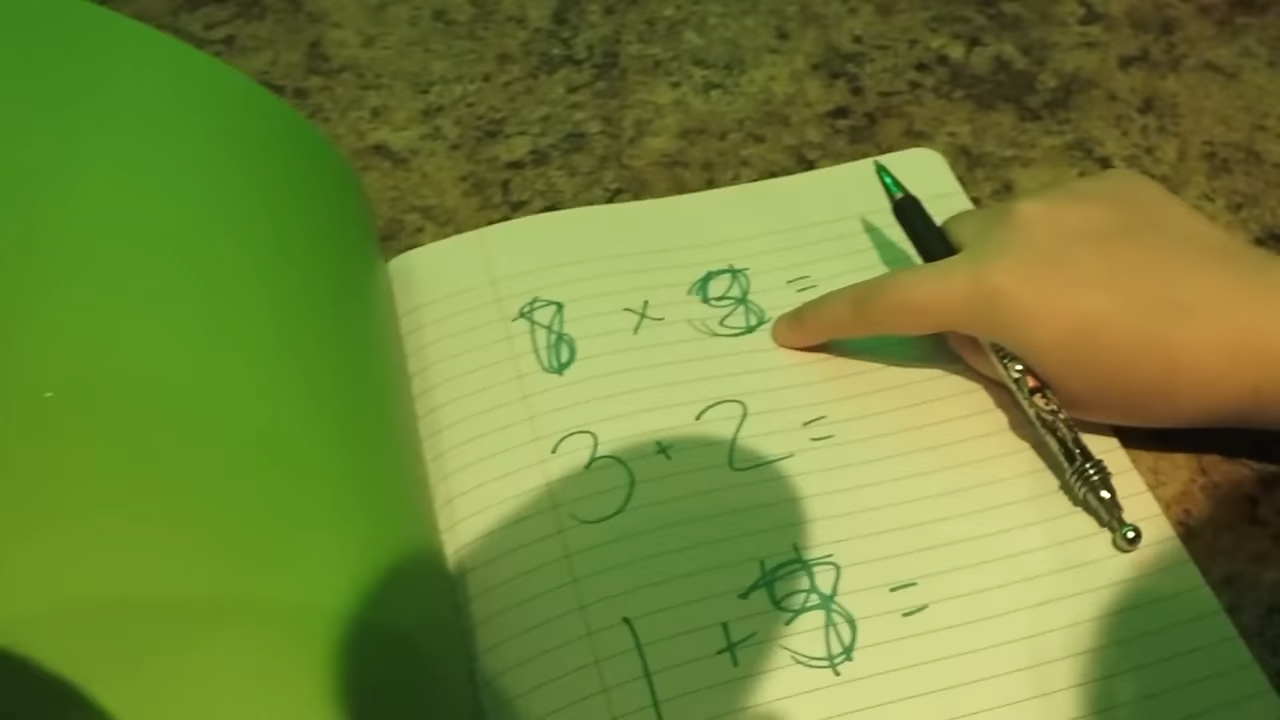 8 × 8 =
3 + 2 =
1 + 8 =